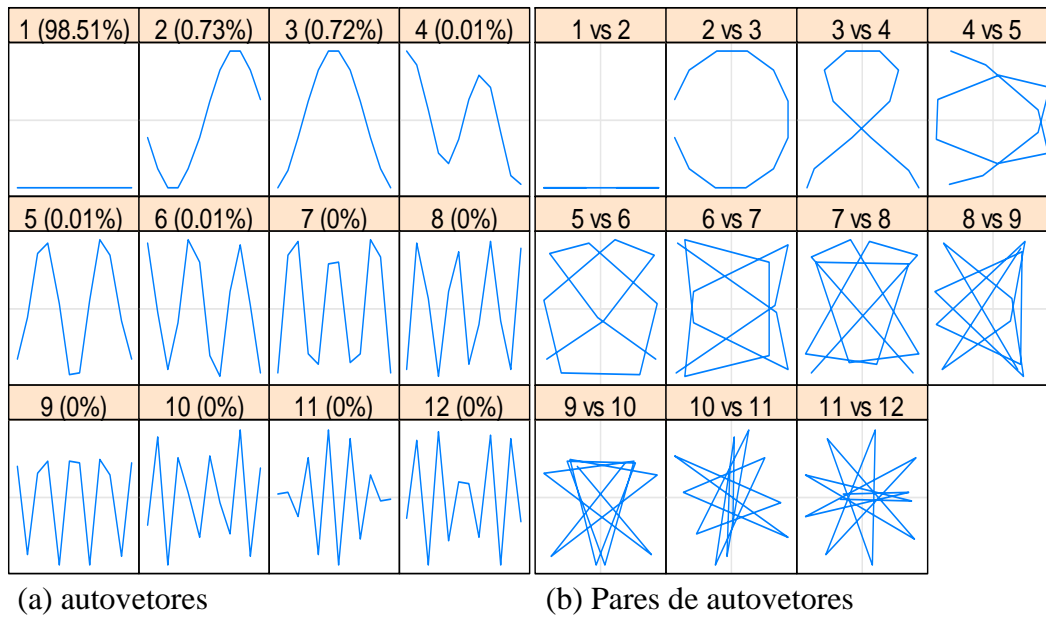 1 (98.51%) 2 (0.73%) 3 (0.72%) 4 (0.01%)
5 (0.01%) 6 (0.01%) 7 (0%) 8 (0%)
9 (0%) 10 (0%) 11 (0%) 12 (0%)
(a) autovetores
1 vs 2 2 vs 3 3 vs 4 4 vs 5
5 vs 6 6 vs 7 7 vs 8 8 vs 9
9 vs 10 10 vs 11 11 vs 12
(b) Pares de autovetores